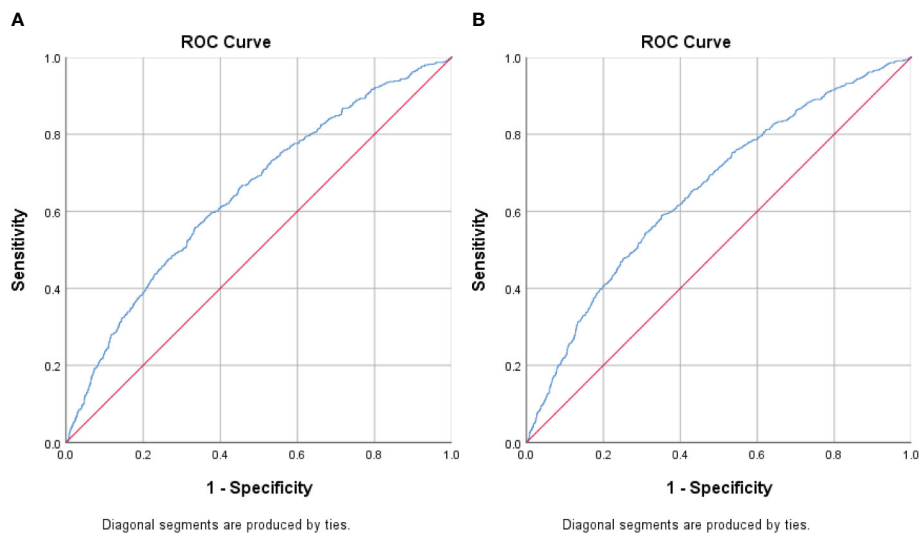 A
ROC Curve
1.0
0.8
0.6
0.4
0.2
0.0
Sensitivity
0.0 0.2 0.4 0.6 0.8 1.0
1 - Specificity
Diagonal segments are produced by ties.
B
ROC Curve
1.0
0.8
0.6
0.4
0.2
0.0
Sensitivity
0.0 0.2 0.4 0.6 0.8 1.0
1 - Specificity
Diagonal segments are produced by ties.